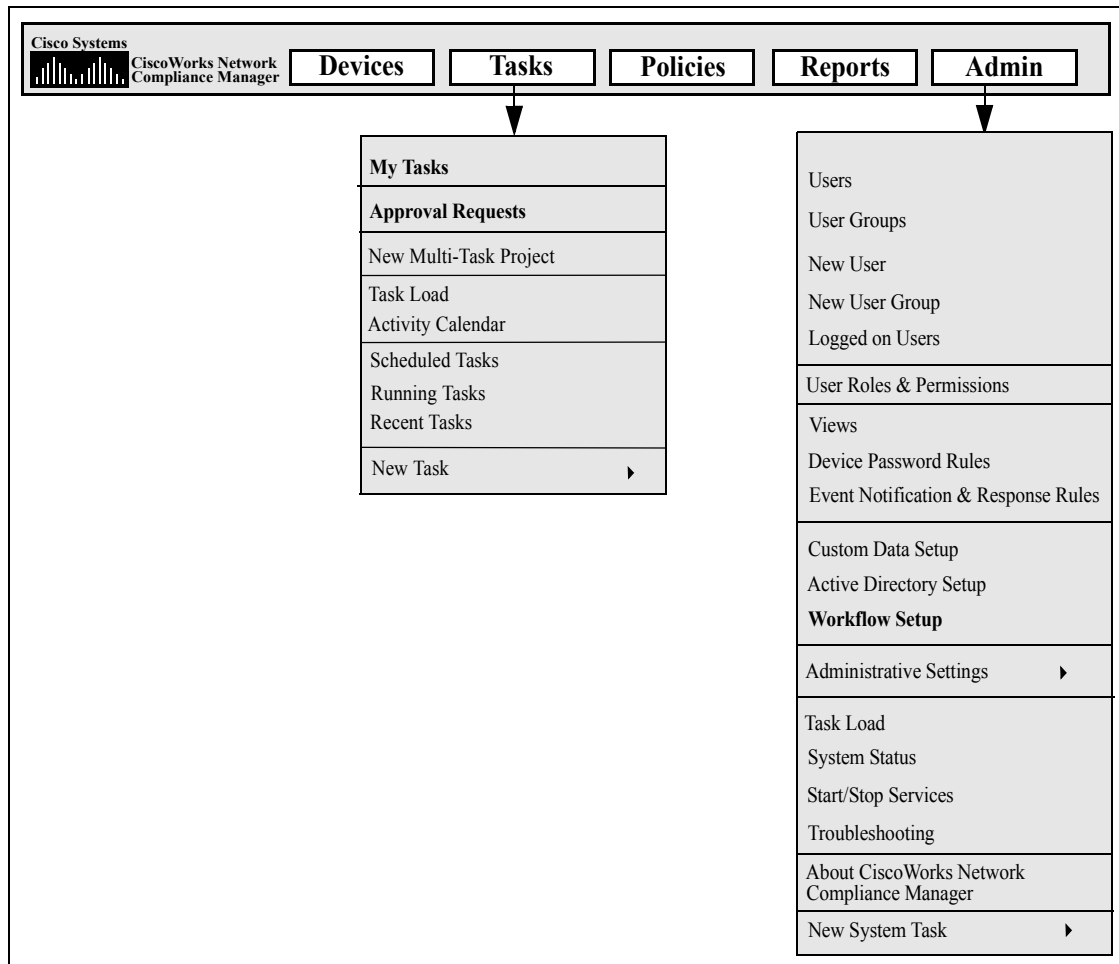 Cisco Systems
CiscoWorks Network
Compliance Manager
Devices
Tasks
Policies
Reports
Admin
My Tasks
Approval Requests
New Multi-Task Project
Task Load
Activity Calendar
Scheduled Tasks
Running Tasks
Recent Tasks
New Task
Users
User Groups
New User
New User Group
Logged on Users
User Roles & Permissions
Views
Device Password Rules
Event Notification & Response Rules
Custom Data Setup
Active Directory Setup
Workflow Setup
Administrative Settings
Task Load
System Status
Start/Stop Services
Troubleshooting
About CiscoWorks Network
Compliance Manager
New System Task